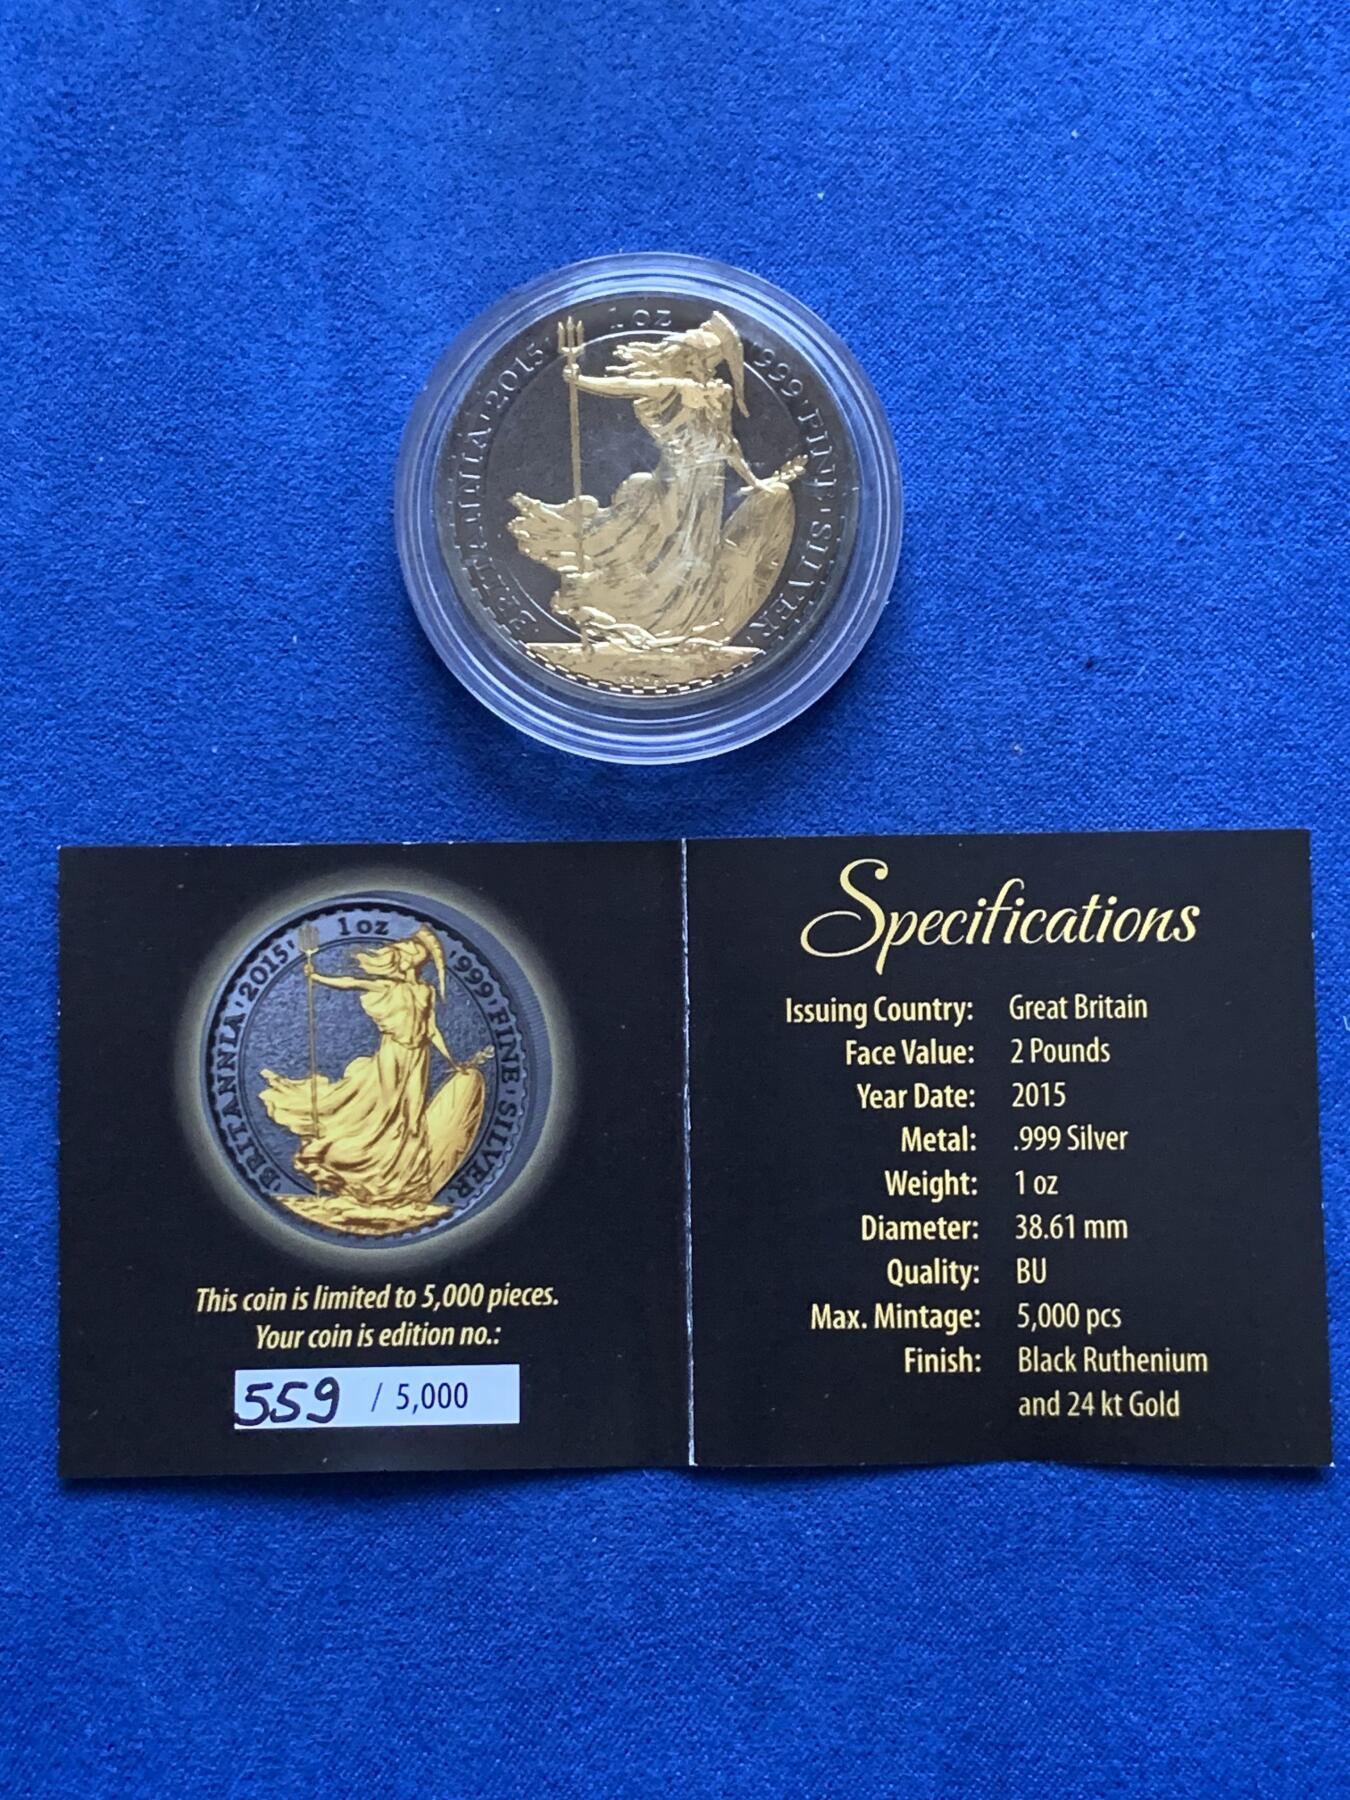 BRITANNIA · 2015 · 1 oz · 999 · FINE · SILVER
BRITANNIA · 2015 · 1 oz · 999 · FINE · SILVER
This coin is limited to 5,000 pieces.
Your coin is edition no.:
559 / 5,000
Specifications
Issuing Country: Great Britain
Face Value: 2 Pounds
Year Date: 2015
Metal: .999 Silver
Weight: 1 oz
Diameter: 38.61 mm
Quality: BU
Max. Mintage: 5,000 pcs
Finish: Black Ruthenium
and 24 kt Gold